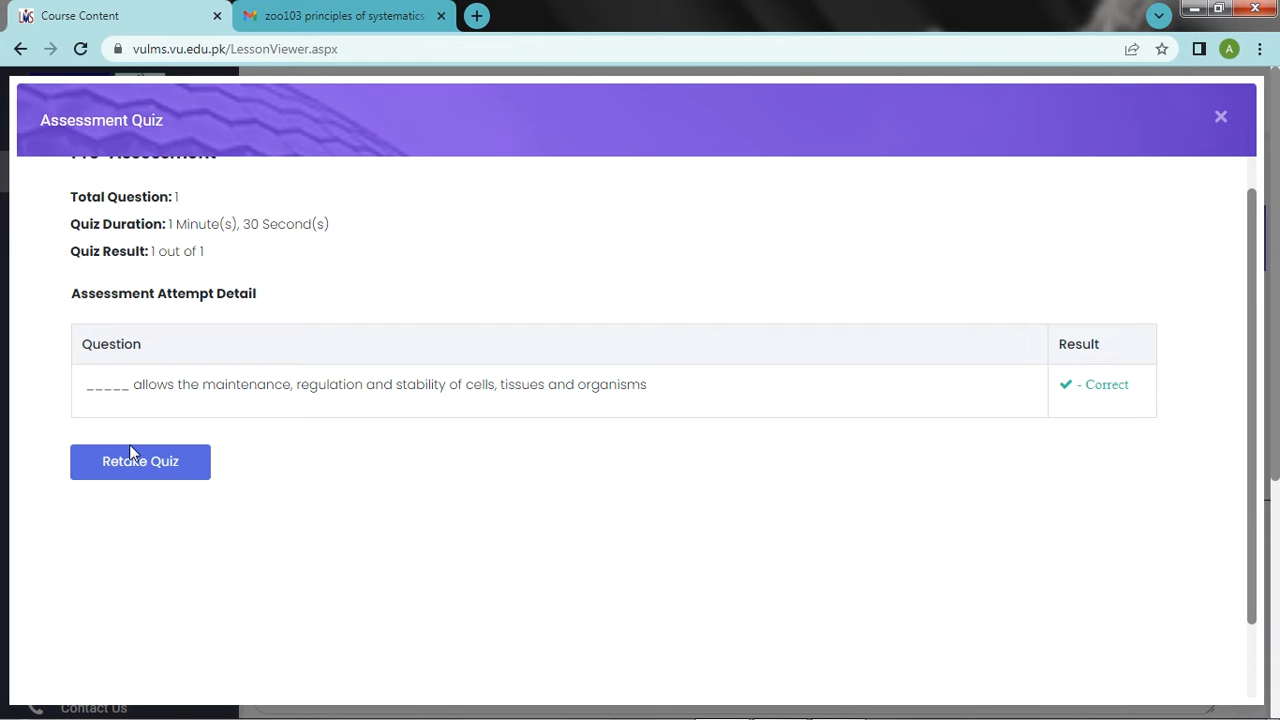 Course Content
zoo103 principles of systematics
vulms.vu.edu.pk/LessonViewer.aspx
A
Assessment Quiz
Pre-Assessment
Total Question: 1
Quiz Duration: 1 Minute(s), 30 Second(s)
Quiz Result: 1 out of 1
Assessment Attempt Detail
Question Result
_____ allows the maintenance, regulation and stability of cells, tissues and organisms - Correct
Retake Quiz
Contact Us